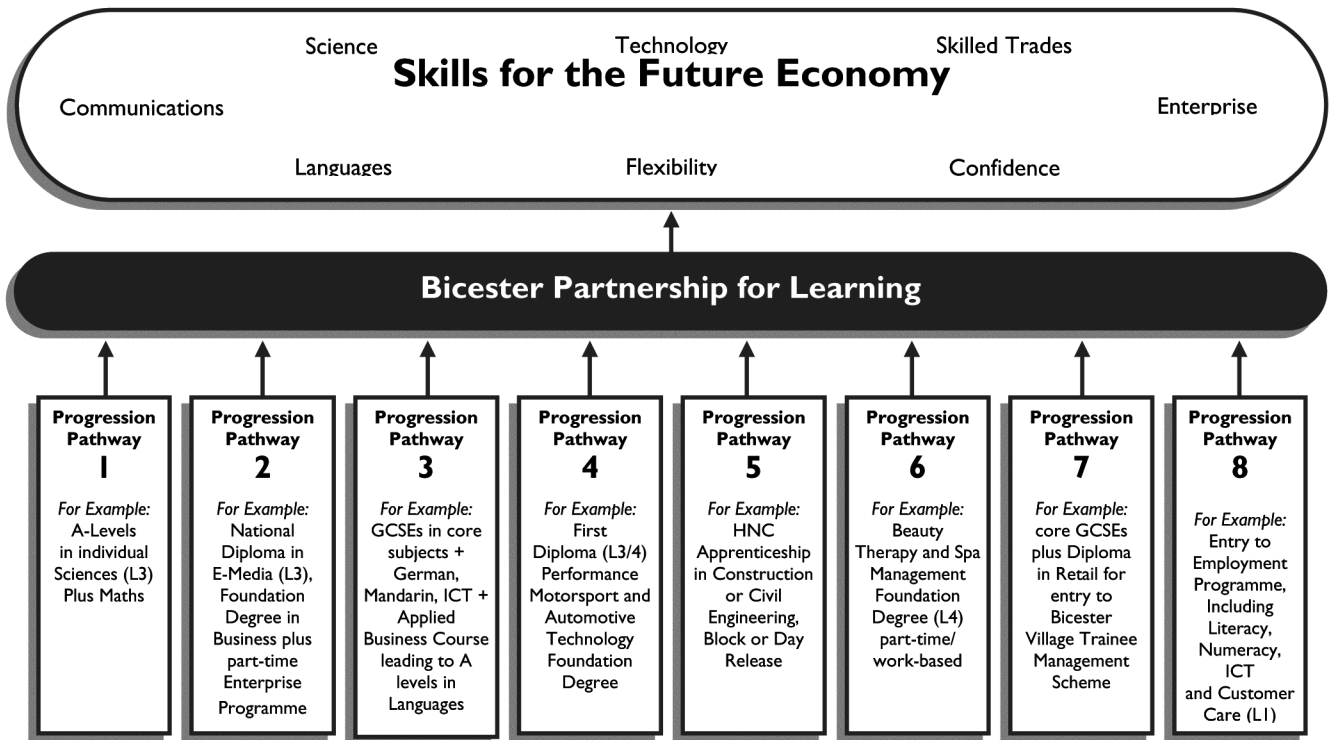 Science Technology Skilled Trades
Skills for the Future Economy
Communications Enterprise
Languages Flexibility Confidence
Bicester Partnership for Learning
Progression
Pathway
1
For Example:
A-Levels
in individual
Sciences (L3)
Plus Maths
Progression
Pathway
2
For Example:
National
Diploma in
E-Media (L3),
Foundation
Degree in
Business plus
part-time
Enterprise
Programme
Progression
Pathway
3
For Example:
GCSEs in core
subjects +
German,
Mandarin, ICT +
Applied
Business Course
leading to A
levels in
Languages
Progression
Pathway
4
For Example:
First
Diploma (L3/4)
Performance
Motorsport and
Automotive
Technology
Foundation
Degree
Progression
Pathway
5
For Example:
HNC
Apprenticeship
in Construction
or Civil
Engineering,
Block or Day
Release
Progression
Pathway
6
For Example:
Beauty
Therapy and Spa
Management
Foundation
Degree (L4)
part-time/
work-based
Progression
Pathway
7
For Example:
core GCSEs
plus Diploma
in Retail for
entry to
Bicester
Village Trainee
Management
Scheme
Progression
Pathway
8
For Example:
Entry to
Employment
Programme,
Including
Literacy,
Numeracy,
ICT
and Customer
Care (L1)